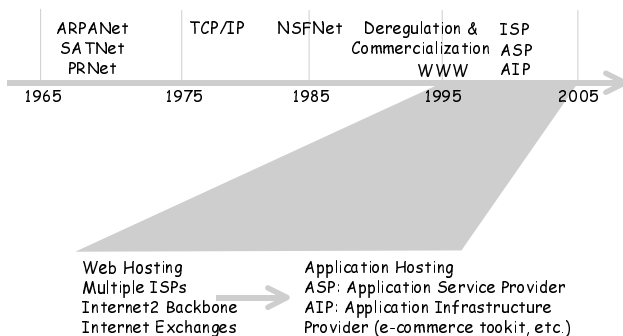 ARPANet
SATNet
PRNet
TCP/IP
NSFNet
Deregulation &
Commercialization
WWW
ISP
ASP
AIP
1965
1975
1985
1995
2005
Web Hosting
Multiple ISPs
Internet2 Backbone
Internet Exchanges
Application Hosting
ASP: Application Service Provider
AIP: Application Infrastructure
Provider (e-commerce tookit, etc.)